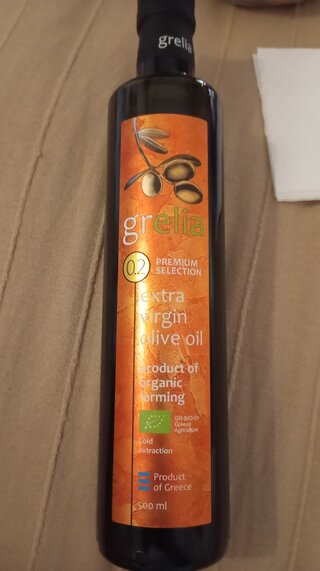 grelia
grelia
0.2
PREMIUM
SELECTION
extra
virgin
olive oil
product of
organic
forming
GR-BIO-01
Greece
Agriculture
Cold
extraction
Product
of Greece
500 ml